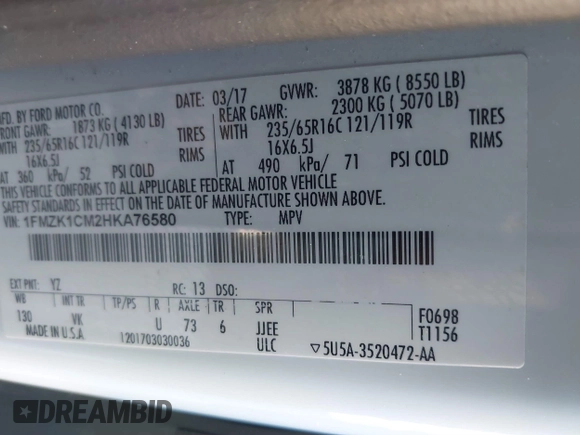 MFD. BY FORD MOTOR CO. DATE: 03/17 GVWR: 3878 KG ( 8550 LB)
FRONT GAWR: 1873 KG ( 4130 LB) REAR GAWR: 2300 KG ( 5070 LB)
WITH 235/65R16C 121/119R TIRES WITH 235/65R16C 121/119R TIRES
16X6.5J RIMS 16X6.5J RIMS
AT 360 kPa/ 52 PSI COLD AT 490 kPa/ 71 PSI COLD
THIS VEHICLE CONFORMS TO ALL APPLICABLE FEDERAL MOTOR VEHICLE
SAFETY STANDARDS IN EFFECT ON THE DATE OF MANUFACTURE SHOWN ABOVE.
VIN: 1FMZK1CM2HKA76580 TYPE: MPV
EXT PNT: YZ RC: 13 DSO:
WB INT TR TP/PS R AXLE TR SPR F0698
130 VK U 73 6 JJEE T1156
MADE IN U.S.A. 1201703030036 ULC ▽5U5A-3520472-AA
DREAMBID